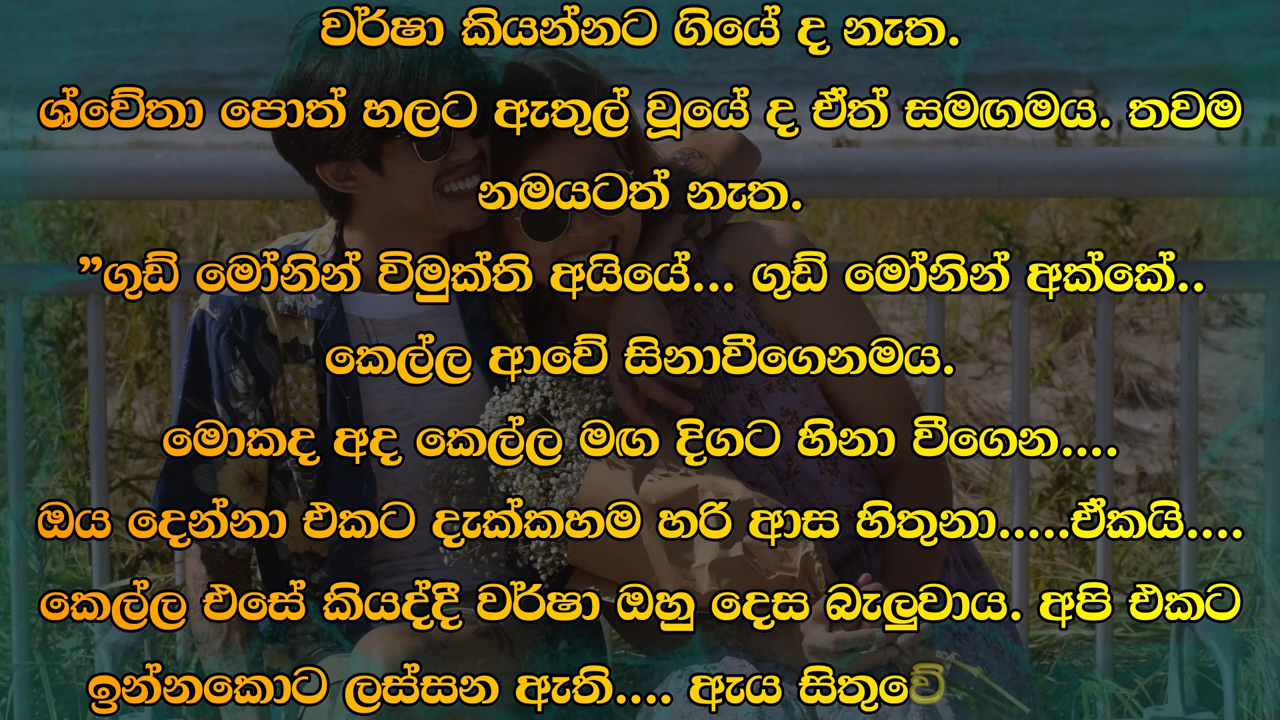 වර්ෂා කියන්නට ගියේ ද නැත.
ශ්වේතා පොත් හලට ඇතුල් වූයේ ද ඒත් සමඟමය. තවම
නමයටත් නැත.
”ගුඩ් මෝනින් විමුක්ති අයියේ... ගුඩ් මෝනින් අක්කේ..
කෙල්ල ආවේ සිනාවීගෙනමය.
මොකද අද කෙල්ල මඟ දිගට හිනා වීගෙන....
ඔය දෙන්නා එකට දැක්කහම හරි ආස හිතුනා.....ඒකයි....
කෙල්ල එසේ කියද්දී වර්ෂා ඔහු දෙස බැලුවාය. අපි එකට
ඉන්නකොට ලස්සන ඇති.... ඇය සිතුවේ